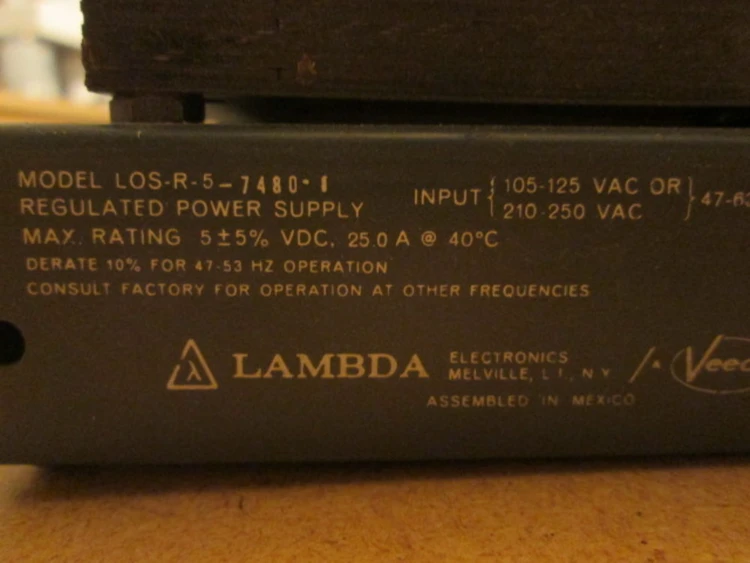 MODEL LOS-R-5-7480-1
REGULATED POWER SUPPLY
MAX. RATING 5±5% VDC, 25.0 A @ 40°C
DERATE 10% FOR 47-53 HZ OPERATION
CONSULT FACTORY FOR OPERATION AT OTHER FREQUENCIES
INPUT { 105-125 VAC OR
210-250 VAC } 47-63
λ LAMBDA
ELECTRONICS
MELVILLE, L.I., N.Y.
/A Veec
ASSEMBLED IN MEXICO